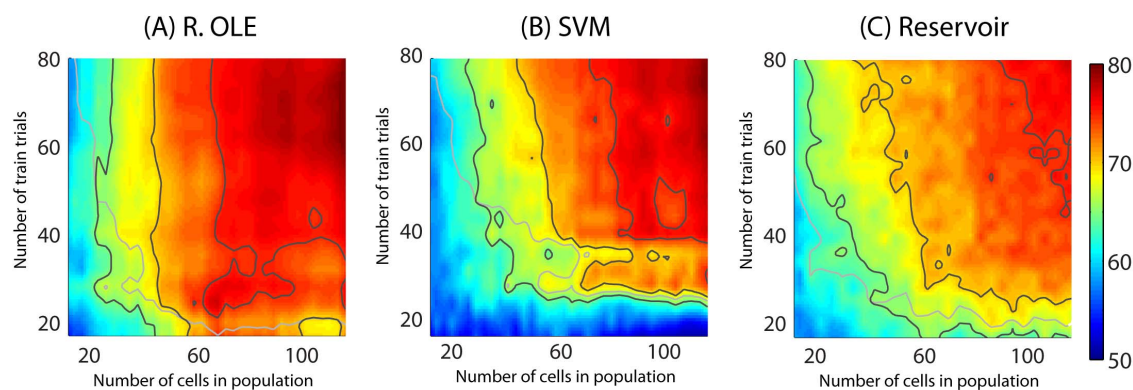 (A) R. OLE
(B) SVM
(C) Reservoir
Number of train trials
80
60
40
20
20 60 100
Number of cells in population
Number of train trials
80
60
40
20
20 60 100
Number of cells in population
Number of train trials
80
60
40
20
20 60 100
Number of cells in population
80
70
60
50